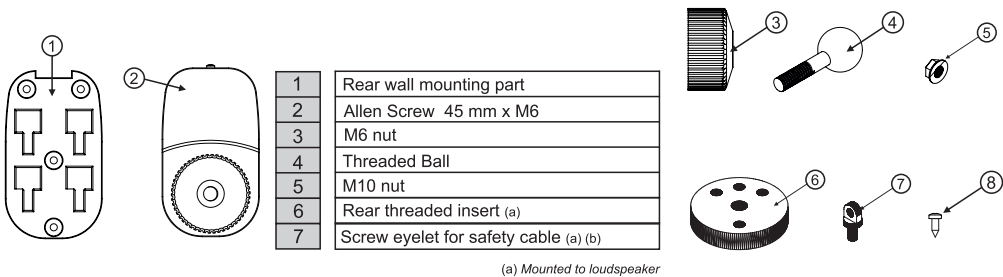 1
2
1 Rear wall mounting part
2 Allen Screw 45 mm x M6
3 M6 nut
4 Threaded Ball
5 M10 nut
6 Rear threaded insert (a)
7 Screw eyelet for safety cable (a) (b)
(a) Mounted to loudspeaker
3
4
5
6
7
8